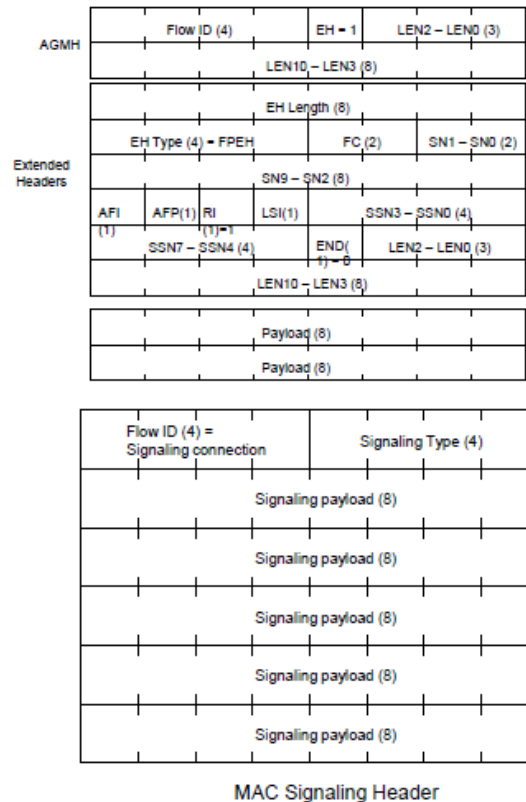 AGMH
Flow ID (4) EH = 1 LEN2 – LEN0 (3)
LEN10 – LEN3 (8)
Extended Headers
EH Length (8)
EH Type (4) = FPEH FC (2) SN1 – SN0 (2)
SN9 – SN2 (8)
AFI (1) AFP(1) RI (1)=1 LSI(1) SSN3 – SSN0 (4)
SSN7 – SSN4 (4) END( 1) = 0 LEN2 – LEN0 (3)
LEN10 – LEN3 (8)
Payload (8)
Payload (8)
Flow ID (4) = Signaling connection Signaling Type (4)
Signaling payload (8)
Signaling payload (8)
Signaling payload (8)
Signaling payload (8)
Signaling payload (8)
MAC Signaling Header